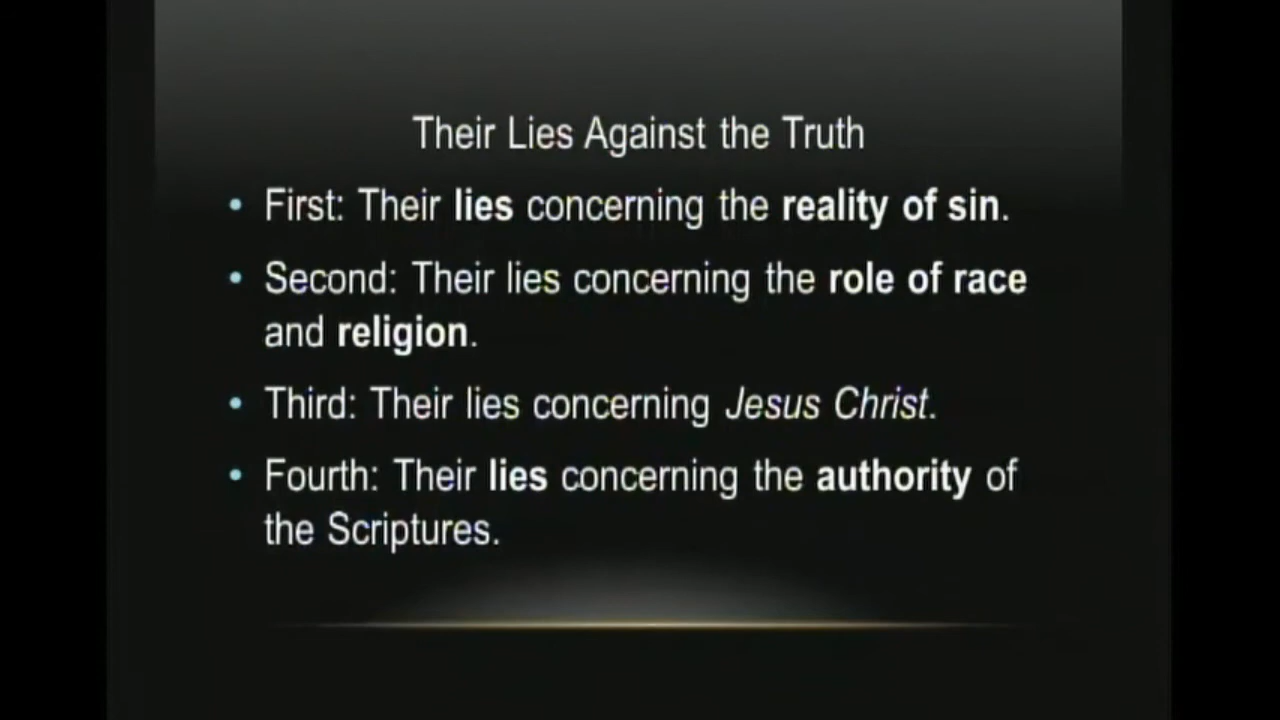 Their Lies Against the Truth
• First: Their lies concerning the reality of sin.
• Second: Their lies concerning the role of race
and religion.
• Third: Their lies concerning Jesus Christ.
• Fourth: Their lies concerning the authority of
the Scriptures.